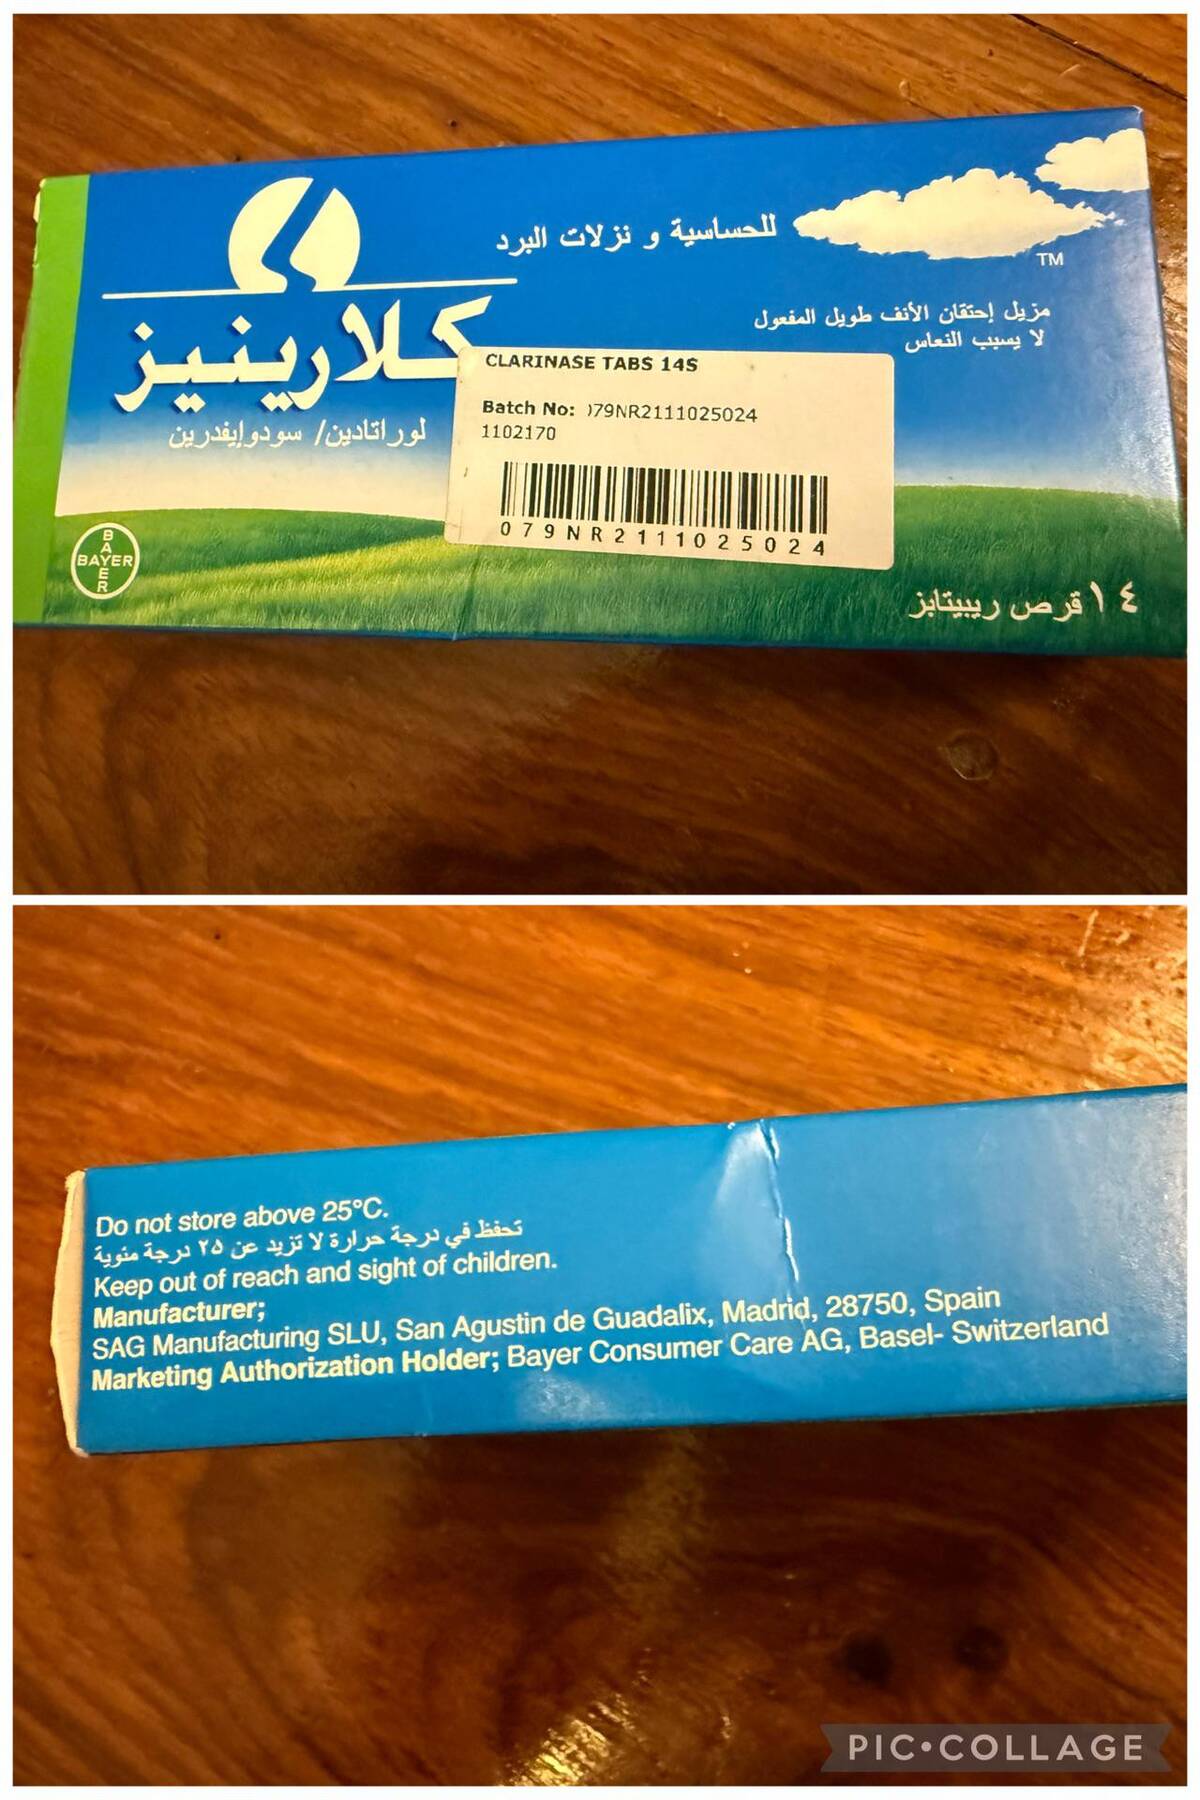 للحساسية و نزلات البرد
TM
مزيل إحتقان الأنف طويل المفعول
لا يسبب النعاس
كلارينيز
لوراتادين/ سودوإيفدرين
CLARINASE TABS 14S
Batch No: 079NR2111025024
1102170
079NR2111025024
BAYER
BAYER
١٤ قرص ريبيتابز
Do not store above 25°C.
تحفظ في درجة حرارة لا تزيد عن ٢٥ درجة مئوية
Keep out of reach and sight of children.
Manufacturer;
SAG Manufacturing SLU, San Agustin de Guadalix, Madrid, 28750, Spain
Marketing Authorization Holder; Bayer Consumer Care AG, Basel- Switzerland
PIC•COLLAGE